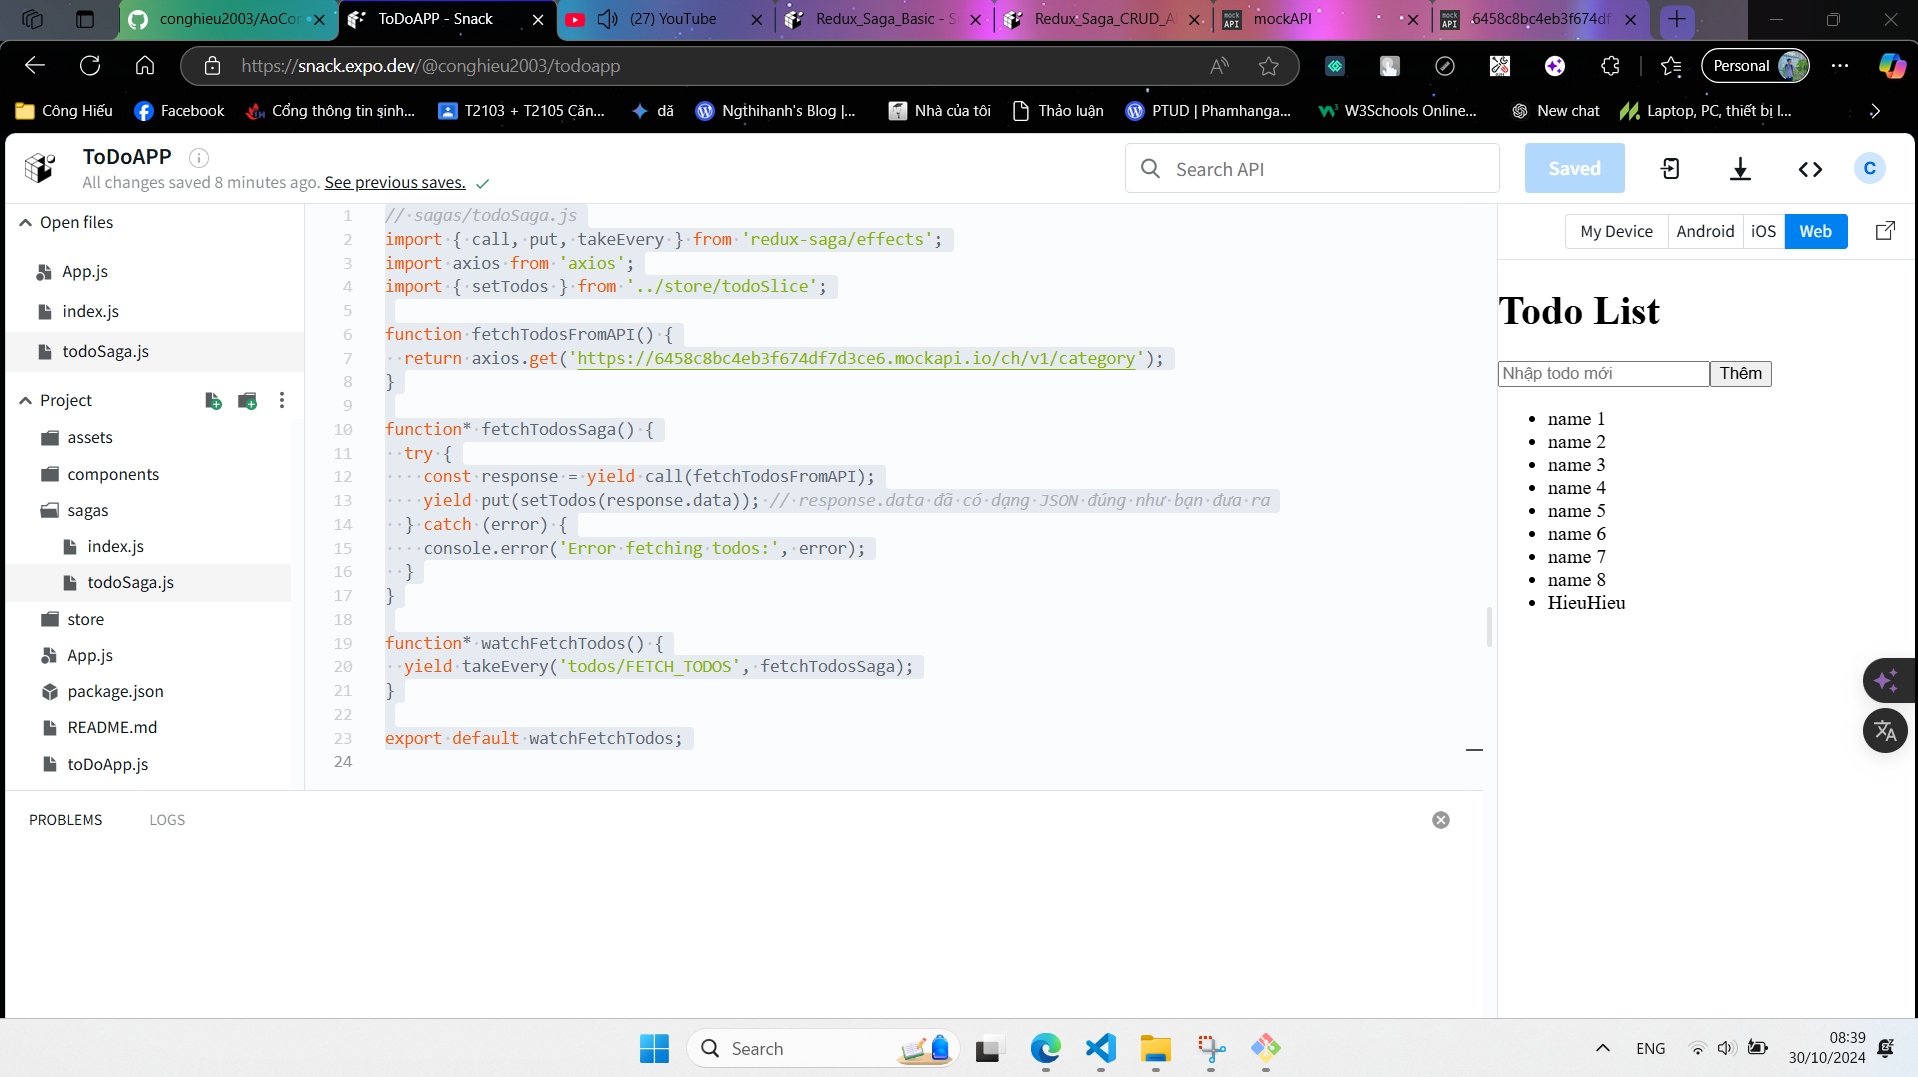 conghieu2003/AoCor
ToDoAPP - Snack
(27) YouTube
Redux_Saga_Basic - S
Redux_Saga_CRUD_A
mockAPI
6458c8bc4eb3f674df
https://snack.expo.dev/@conghieu2003/todoapp
Personal
Công Hiếu
Facebook
Cổng thông tin sinh...
T2103 + T2105 Căn...
dã
Ngthihanh's Blog |...
Nhà của tôi
Thảo luận
PTUD | Phamhanga...
W3Schools Online...
New chat
Laptop, PC, thiết bị I...
ToDoAPP
All changes saved 8 minutes ago. See previous saves.
Search API
Saved
C
Open files
App.js
index.js
todoSaga.js
Project
assets
components
sagas
index.js
todoSaga.js
store
App.js
package.json
README.md
toDoApp.js
1 // sagas/todoSaga.js
2 import { call, put, takeEvery } from 'redux-saga/effects';
3 import axios from 'axios';
4 import { setTodos } from '../store/todoSlice';
5
6 function fetchTodosFromAPI() {
7 return axios.get('https://6458c8bc4eb3f674df7d3ce6.mockapi.io/ch/v1/category');
8 }
9
10 function* fetchTodosSaga() {
11 try {
12 const response = yield call(fetchTodosFromAPI);
13 yield put(setTodos(response.data)); // response.data đã có dạng JSON đúng như bạn đưa ra
14 } catch (error) {
15 console.error('Error fetching todos:', error);
16 }
17 }
18
19 function* watchFetchTodos() {
20 yield takeEvery('todos/FETCH_TODOS', fetchTodosSaga);
21 }
22
23 export default watchFetchTodos;
24
My Device
Android
iOS
Web
Todo List
Nhập todo mới
Thêm
name 1
name 2
name 3
name 4
name 5
name 6
name 7
name 8
HieuHieu
PROBLEMS
LOGS
Search
ENG
08:39
30/10/2024